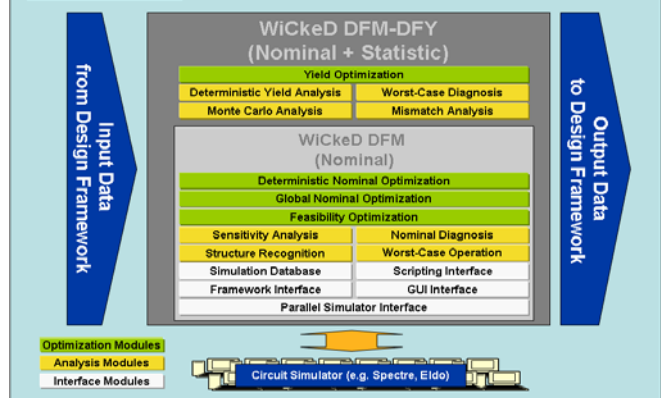 Input Data
from Design Framework
WiCkeD DFM-DFY
(Nominal + Statistic)
Yield Optimization
Deterministic Yield Analysis
Worst-Case Diagnosis
Monte Carlo Analysis
Mismatch Analysis
WiCkeD DFM
(Nominal)
Deterministic Nominal Optimization
Global Nominal Optimization
Feasibility Optimization
Sensitivity Analysis
Nominal Diagnosis
Structure Recognition
Worst-Case Operation
Simulation Database
Scripting Interface
Framework Interface
GUI Interface
Parallel Simulator Interface
Output Data
to Design Framework
Optimization Modules
Analysis Modules
Interface Modules
Circuit Simulator (e.g. Spectre, Eldo)